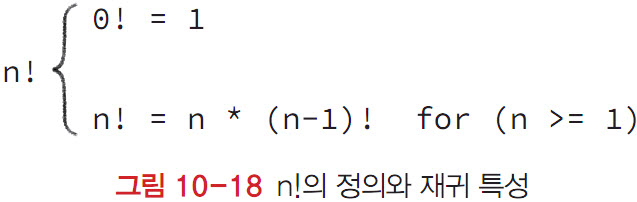 0! = 1
n!
n! = n * (n-1)!  for (n >= 1)
그림 10-18 n!의 정의와 재귀 특성